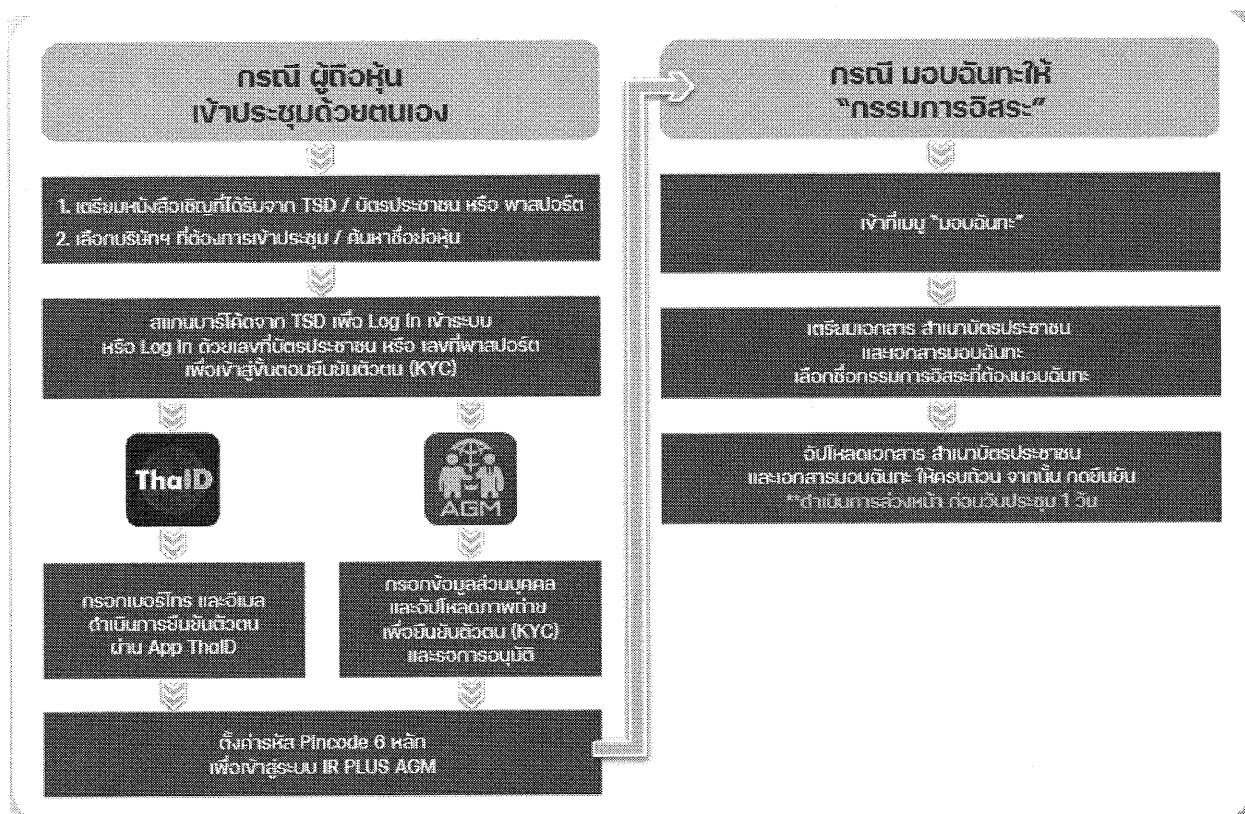 กรณี ผู้ถือหุ้น
เข้าประชุมด้วยตนเอง
1. เตรียมหนังสือเชิญที่ได้รับจาก TSD / บัตรประชาชน หรือ พาสปอร์ต
2. เลือกบริษัทฯ ที่ต้องการเข้าประชุม / ค้นหาชื่อย่อหุ้น
สแกนบาร์โค้ดจาก TSD เพื่อ Log In เข้าระบบ
หรือ Log In ด้วยเลขที่บัตรประชาชน หรือ เลขที่พาสปอร์ต
เพื่อเข้าสู่ขั้นตอนยืนยันตัวตน (KYC)
ThaID
AGM
กรอกเบอร์โทร และอีเมล
ดำเนินการยืนยันตัวตน
ผ่าน App ThaID
กรอกข้อมูลส่วนบุคคล
และอัปโหลดภาพถ่าย
เพื่อยืนยันตัวตน (KYC)
และรอการอนุมัติ
ตั้งค่ารหัส Pincode 6 หลัก
เพื่อเข้าสู่ระบบ IR PLUS AGM
กรณี มอบฉันทะให้
"กรรมการอิสระ"
เข้าที่เมนู "มอบฉันทะ"
เตรียมเอกสาร สำเนาบัตรประชาชน
และเอกสารมอบฉันทะ
เลือกชื่อกรรมการอิสระที่ต้องมอบฉันทะ
อัปโหลดเอกสาร สำเนาบัตรประชาชน
และเอกสารมอบฉันทะ ให้ครบถ้วน จากนั้น กดยืนยัน
**ดำเนินการล่วงหน้า ก่อนวันประชุม 1 วัน